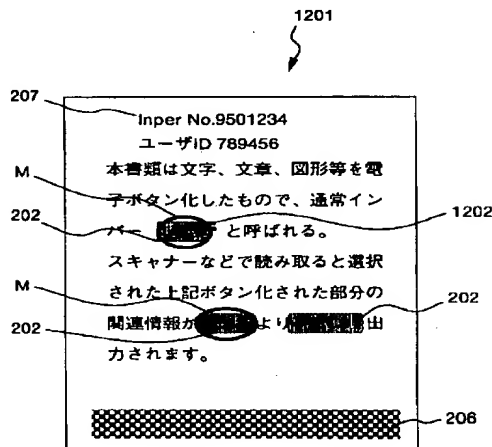 1201
207
Inper No.9501234
ユーザID 789456
M
本書類は文字、文章、図形等を電
子ボタン化したもので、通常イン
202
パー
と呼ばれる。
1202
スキャナーなどで読み取ると選択
M
された上記ボタン化された部分の
202
関連情報が
より
出
202
力されます。
206